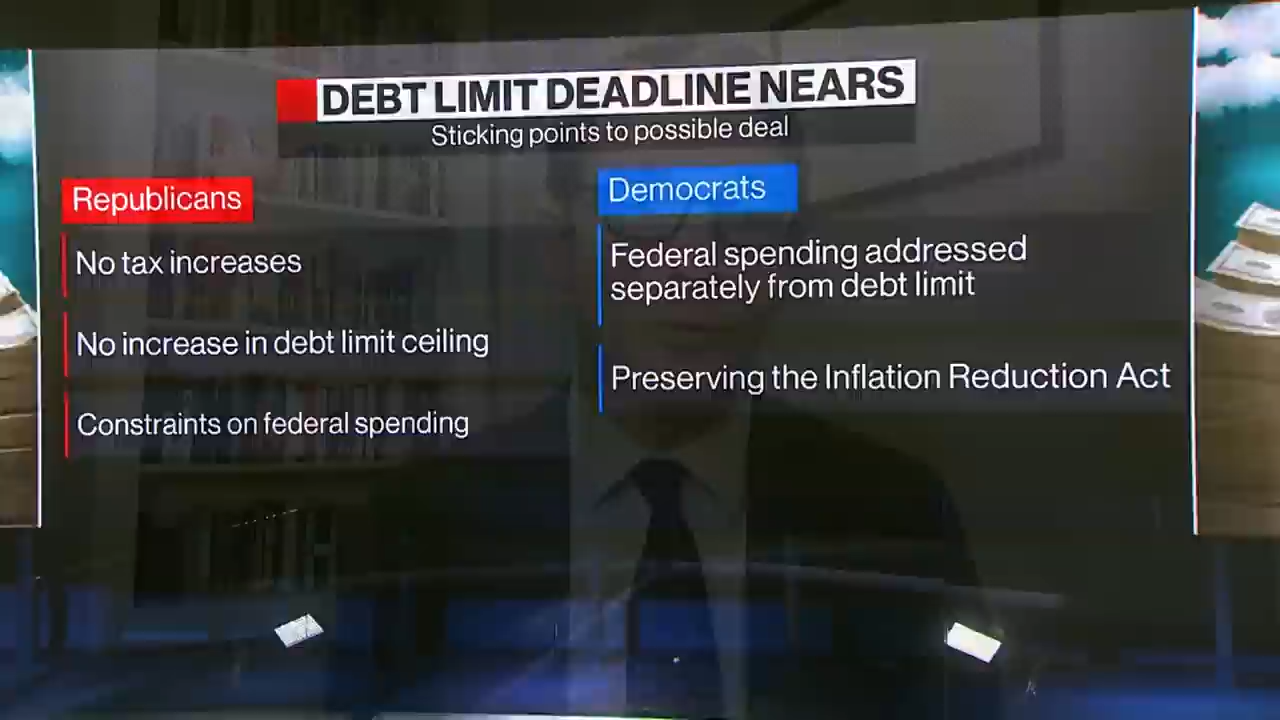 DEBT LIMIT DEADLINE NEARS
Sticking points to possible deal
Republicans
No tax increases
No increase in debt limit ceiling
Constraints on federal spending
Democrats
Federal spending addressed
separately from debt limit
Preserving the Inflation Reduction Act